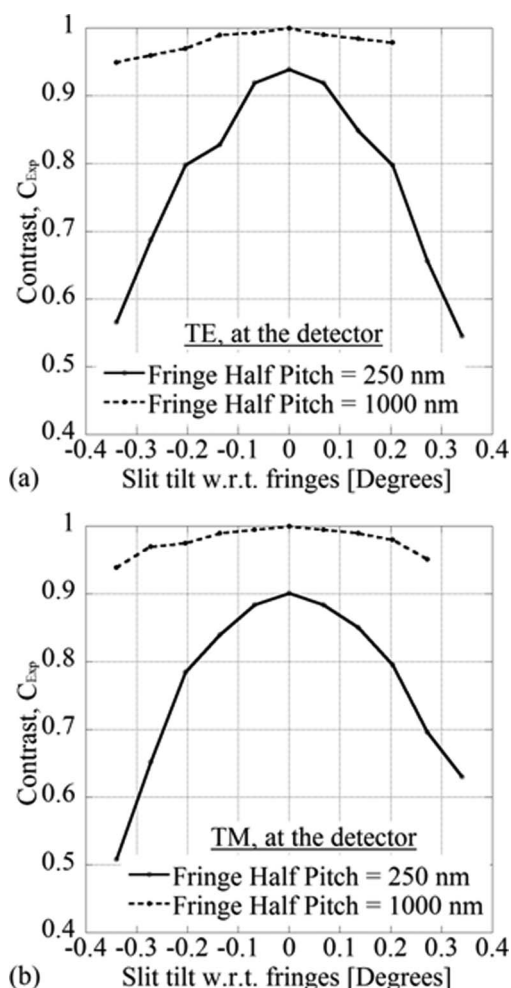 1
0.9
0.8
0.7
0.6
0.5
0.4
Contrast, C_Exp
TE, at the detector
Fringe Half Pitch = 250 nm
Fringe Half Pitch = 1000 nm
-0.4 -0.3 -0.2 -0.1 0 0.1 0.2 0.3 0.4
(a) Slit tilt w.r.t. fringes [Degrees]
1
0.9
0.8
0.7
0.6
0.5
0.4
Contrast, C_Exp
TM, at the detector
Fringe Half Pitch = 250 nm
Fringe Half Pitch = 1000 nm
-0.4 -0.3 -0.2 -0.1 0 0.1 0.2 0.3 0.4
(b) Slit tilt w.r.t. fringes [Degrees]